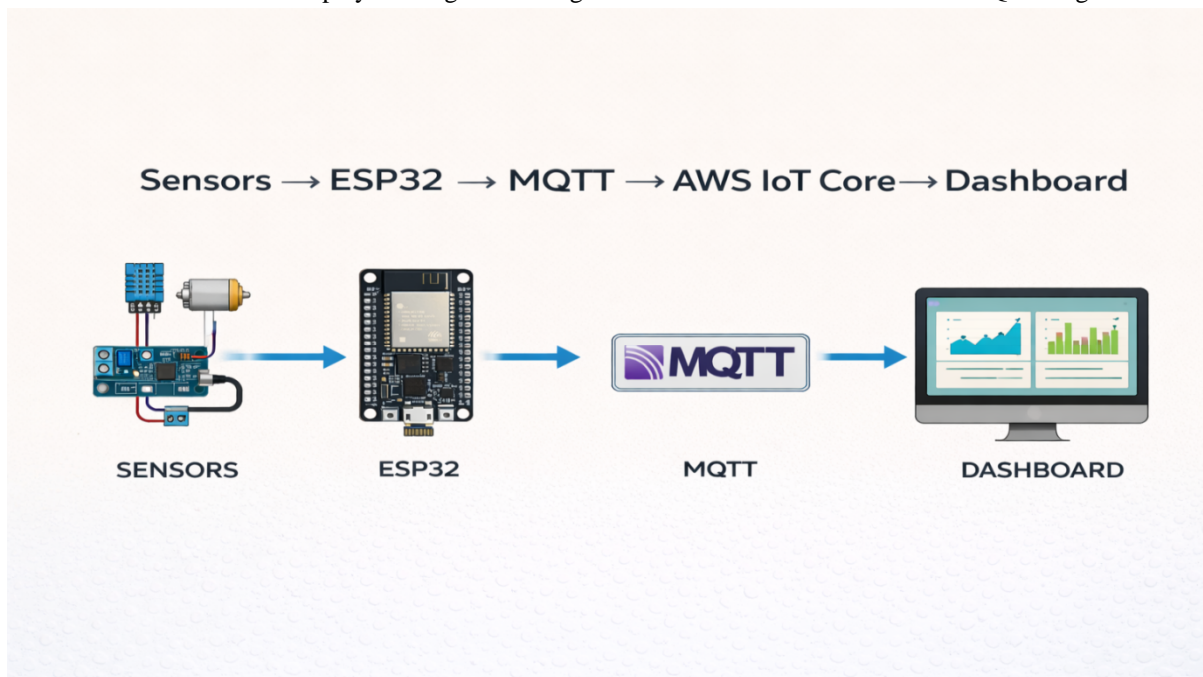 Sensors → ESP32 → MQTT → AWS IoT Core → Dashboard
MQTT
SENSORS
ESP32
MQTT
DASHBOARD